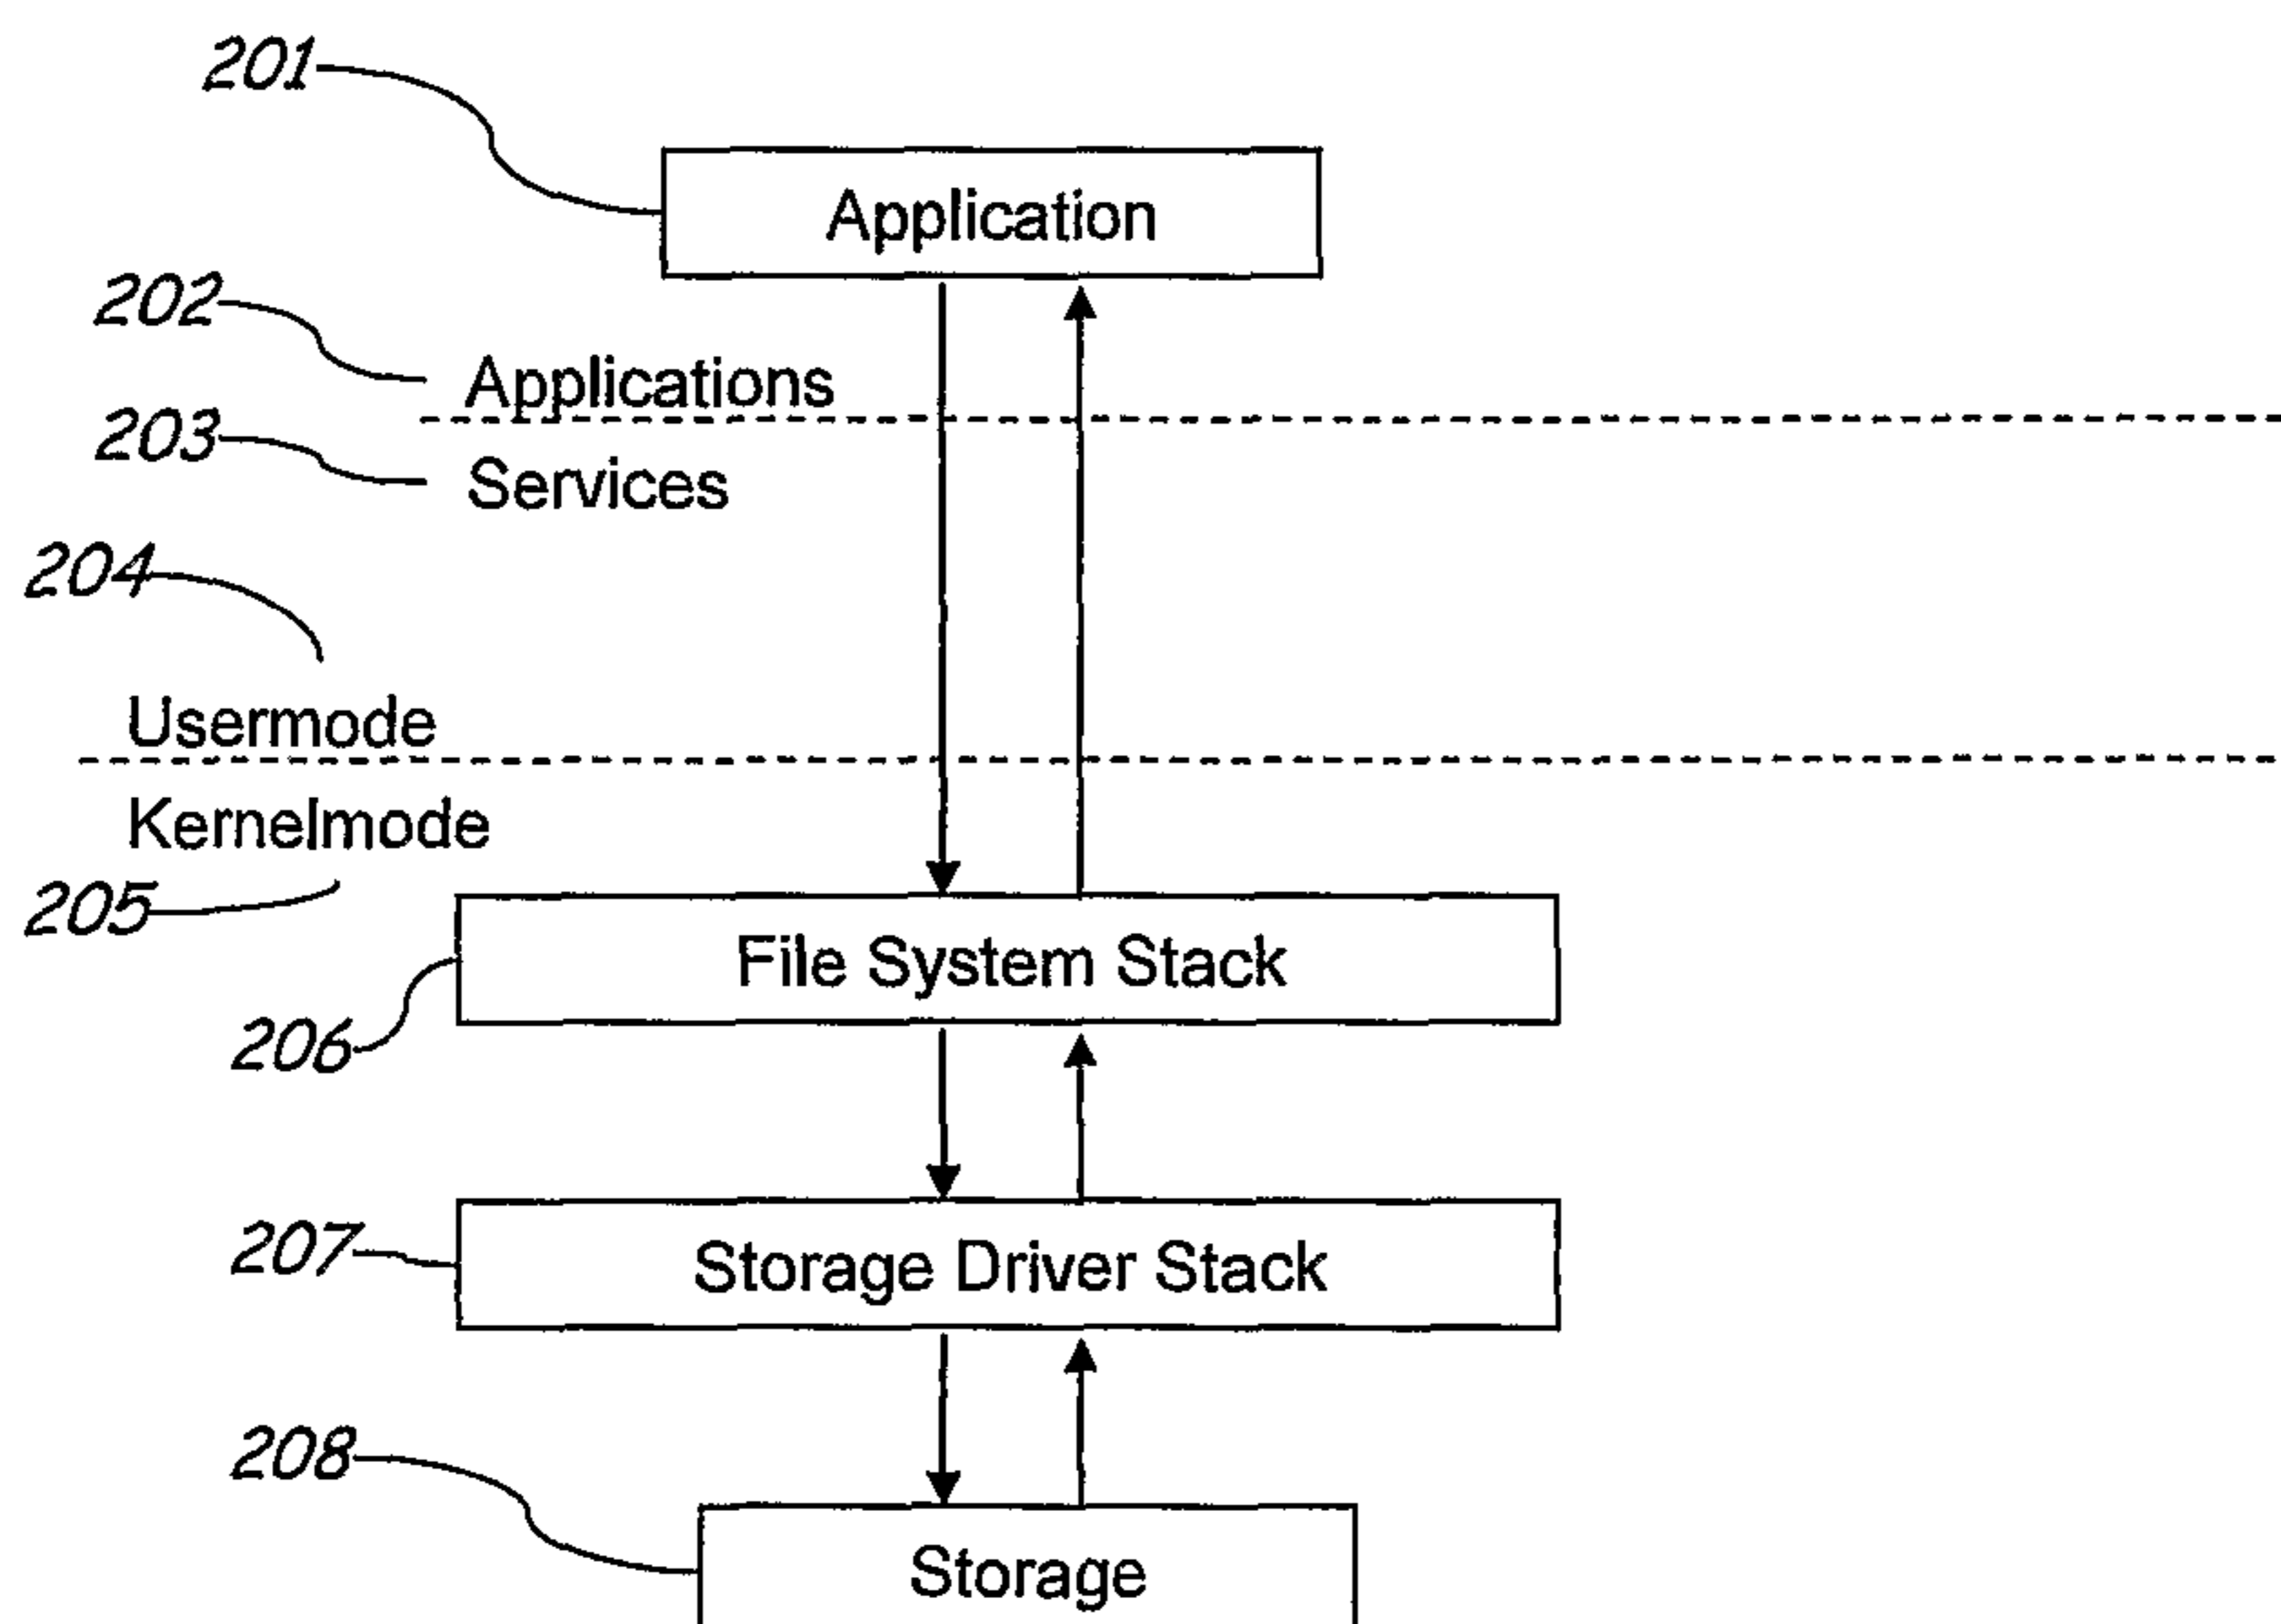 201
Application
202
Applications
203
Services
204
Usermode
Kernelmode
205
File System Stack
206
207
Storage Driver Stack
208
Storage